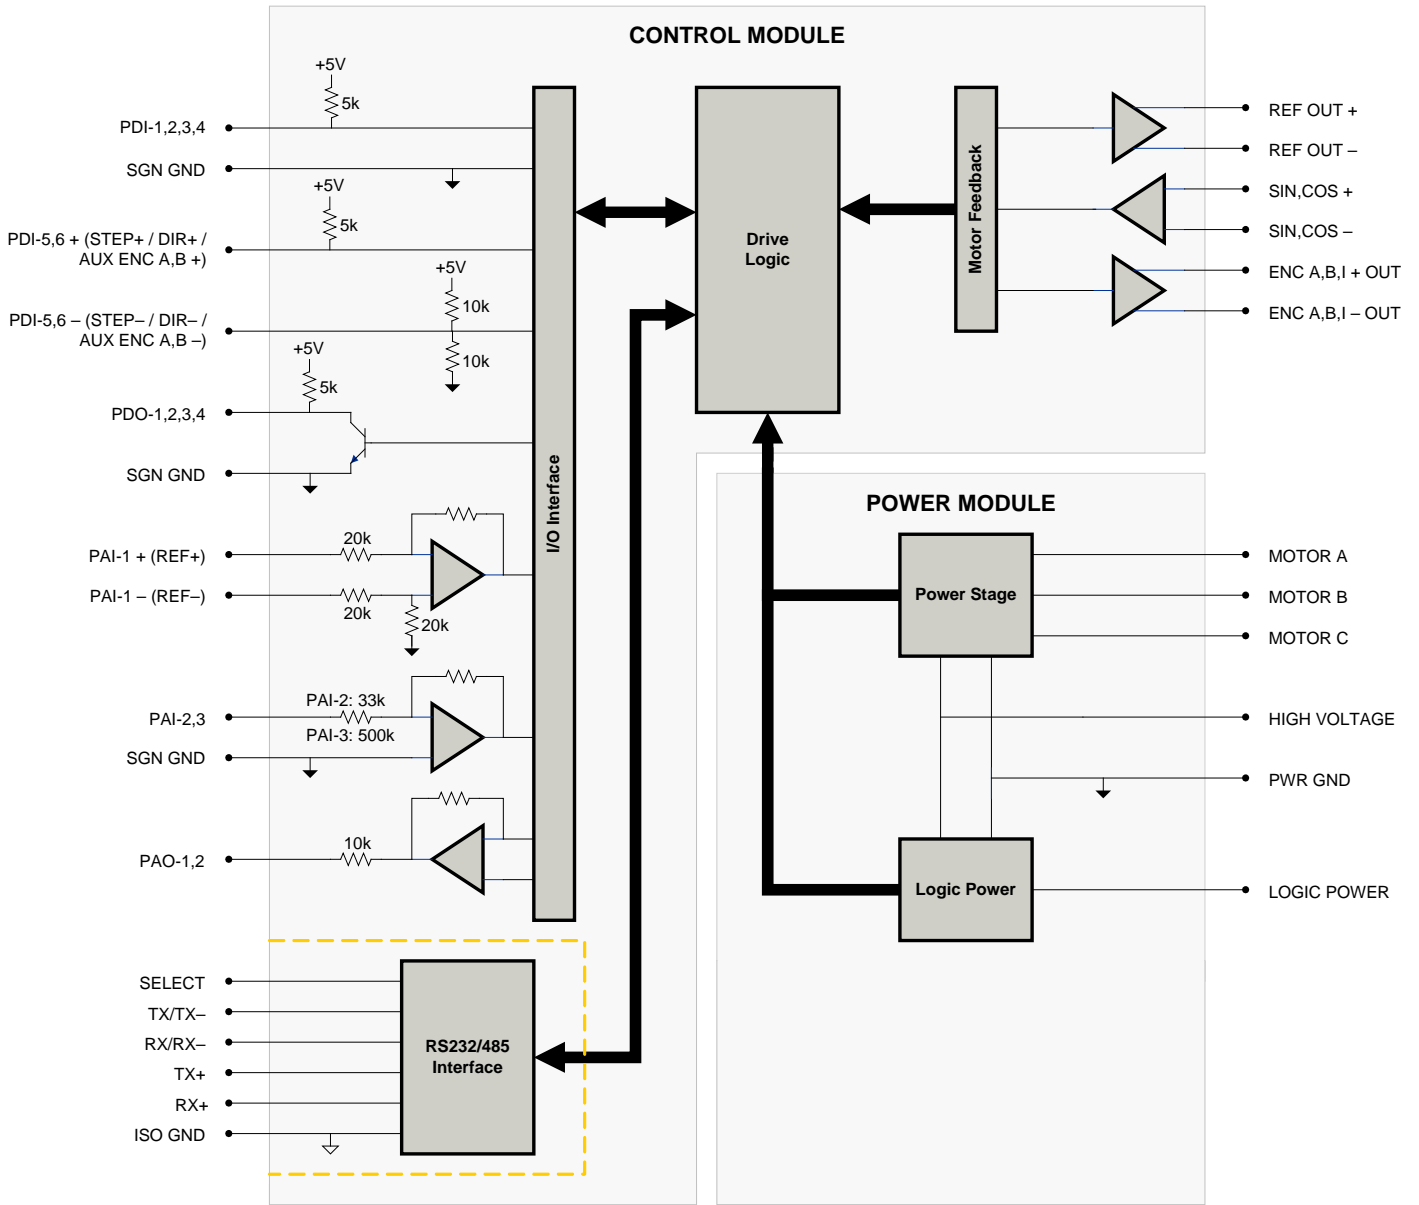 CONTROL MODULE
+5V
5k
PDI-1,2,3,4
SGN GND
+5V
5k
PDI-5,6 + (STEP+ / DIR+ /
AUX ENC A,B +)
+5V
10k
PDI-5,6 – (STEP– / DIR– /
AUX ENC A,B –)
10k
+5V
5k
PDO-1,2,3,4
SGN GND
20k
PAI-1 + (REF+)
PAI-1 – (REF–)
20k
20k
PAI-2: 33k
PAI-2,3
PAI-3: 500k
SGN GND
10k
PAO-1,2
I/O Interface
SELECT
TX/TX–
RX/RX–
TX+
RX+
ISO GND
RS232/485
Interface
Drive
Logic
Motor Feedback
REF OUT +
REF OUT –
SIN,COS +
SIN,COS –
ENC A,B,I + OUT
ENC A,B,I – OUT
POWER MODULE
Power Stage
MOTOR A
MOTOR B
MOTOR C
HIGH VOLTAGE
PWR GND
Logic Power
LOGIC POWER